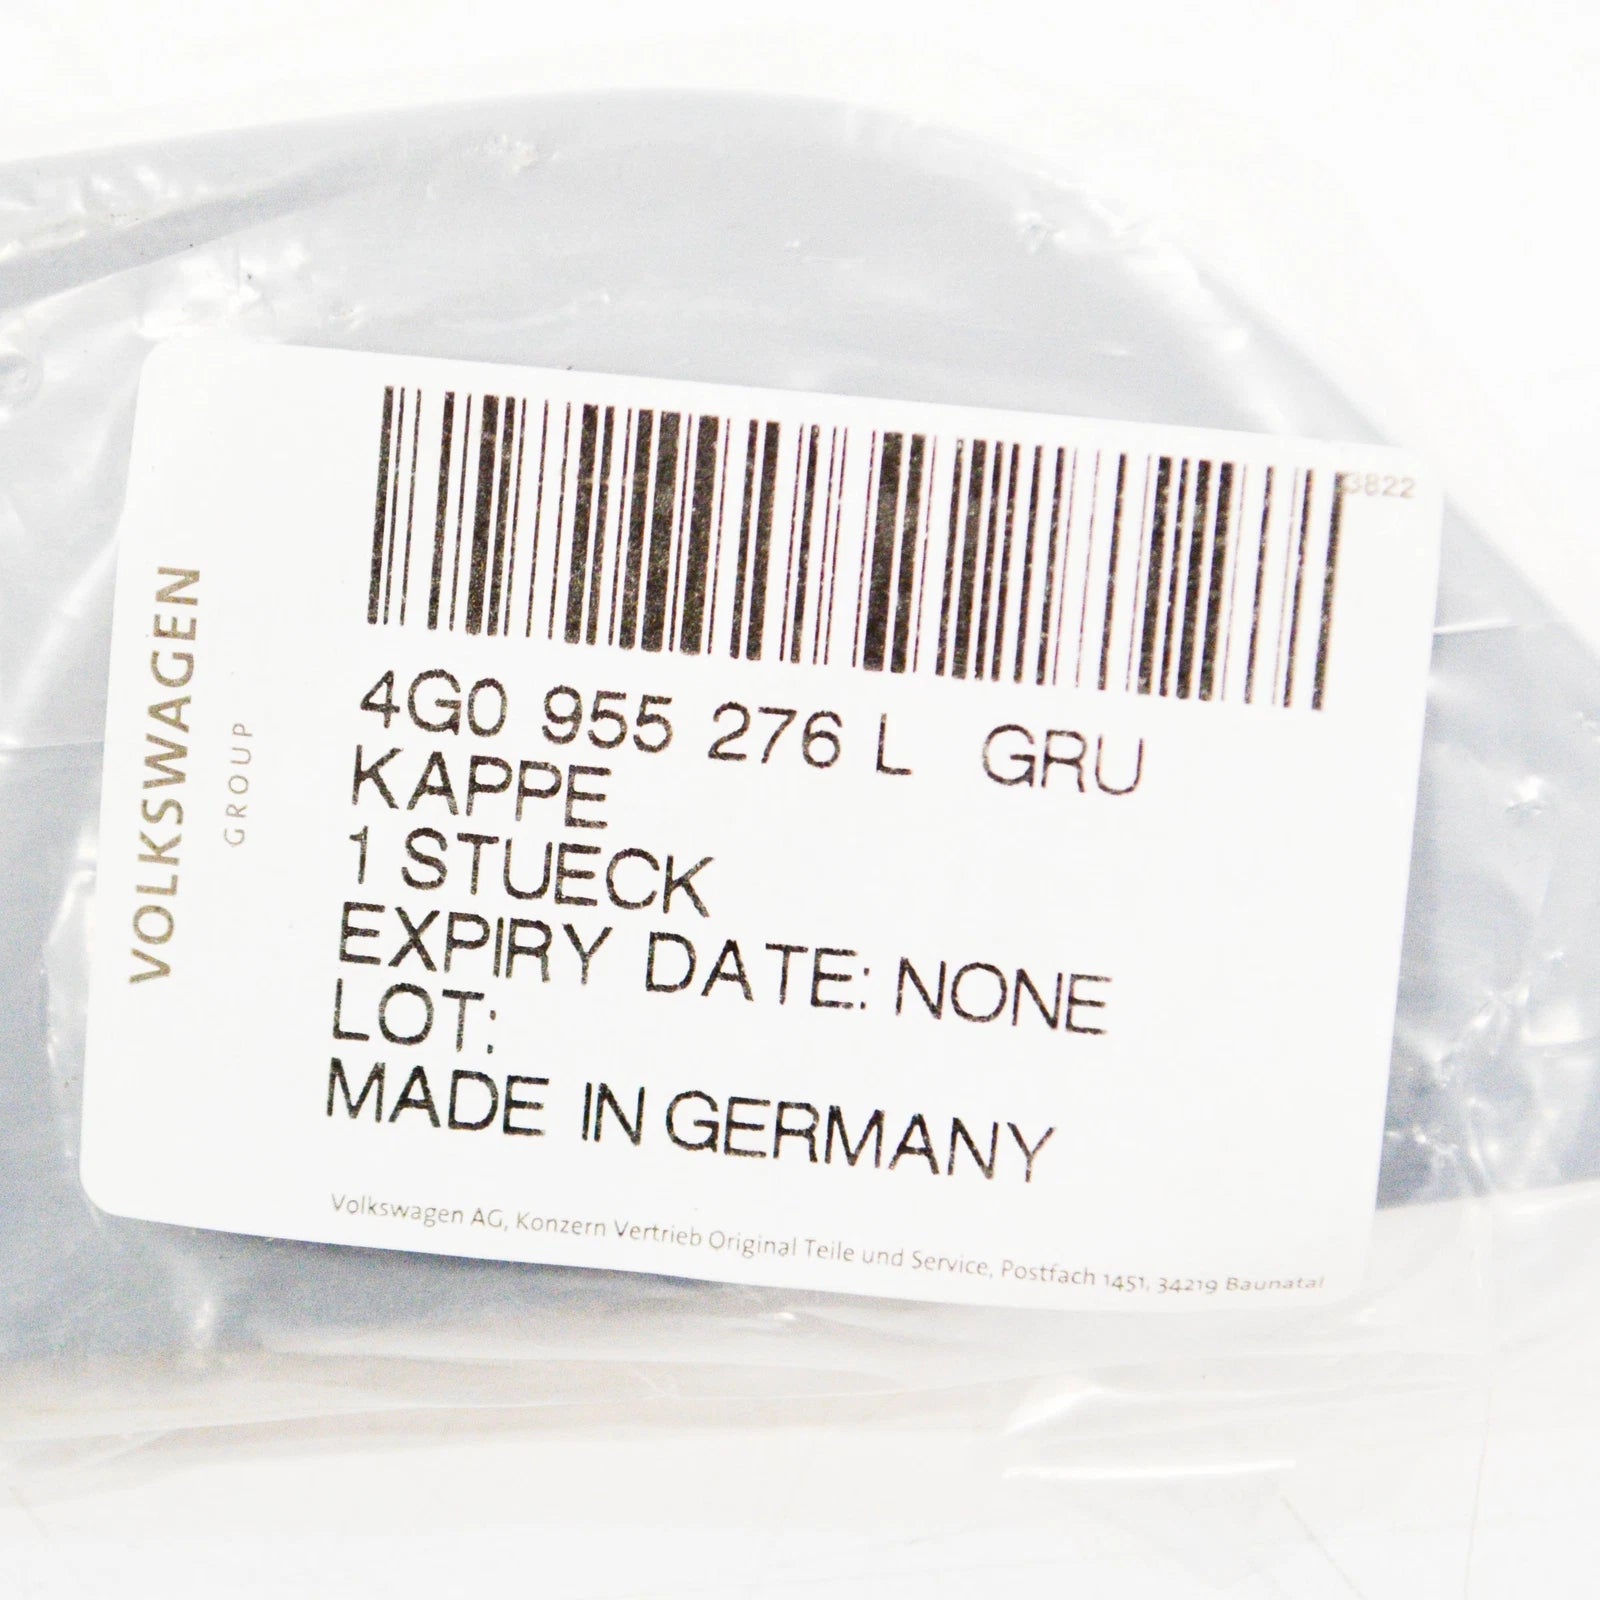 3822
VOLKSWAGEN
GROUP
4G0 955 276 L GRU
KAPPE
1 STUECK
EXPIRY DATE: NONE
LOT:
MADE IN GERMANY
Volkswagen AG, Konzern Vertrieb Original Teile und Service, Postfach 1451, 34219 Baunatal